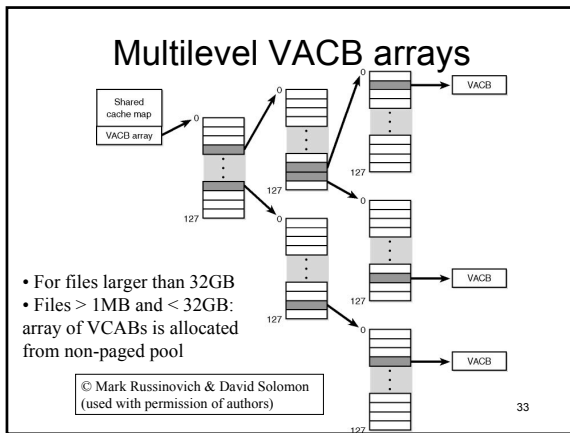 Multilevel VACB arrays
Shared
cache map
VACB array
0
127
0
127
0
127
VACB
0
127
0
127
VACB
0
127
VACB
• For files larger than 32GB
• Files > 1MB and < 32GB:
array of VCABs is allocated
from non-paged pool
© Mark Russinovich & David Solomon
(used with permission of authors)
33